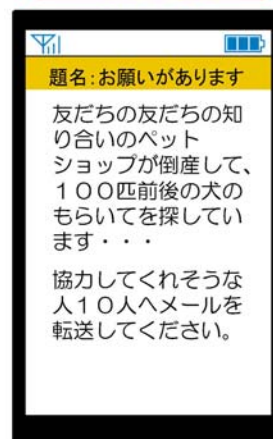 題名:お願いがあります
友だちの友だちの知
り合いのペット
ショップが倒産して、
１００匹前後の犬の
もらいてを探してい
ます・・・
協力してくれそうな
人１０人へメールを
転送してください。